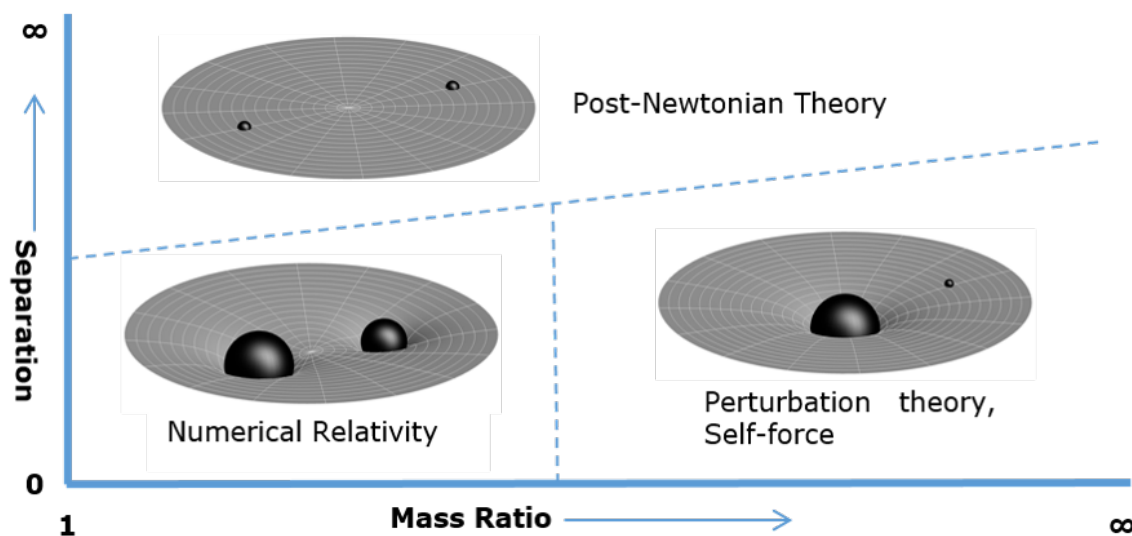 ∞
Post-Newtonian Theory
Separation
Numerical Relativity
Perturbation theory,
Self-force
0
1
Mass Ratio
∞